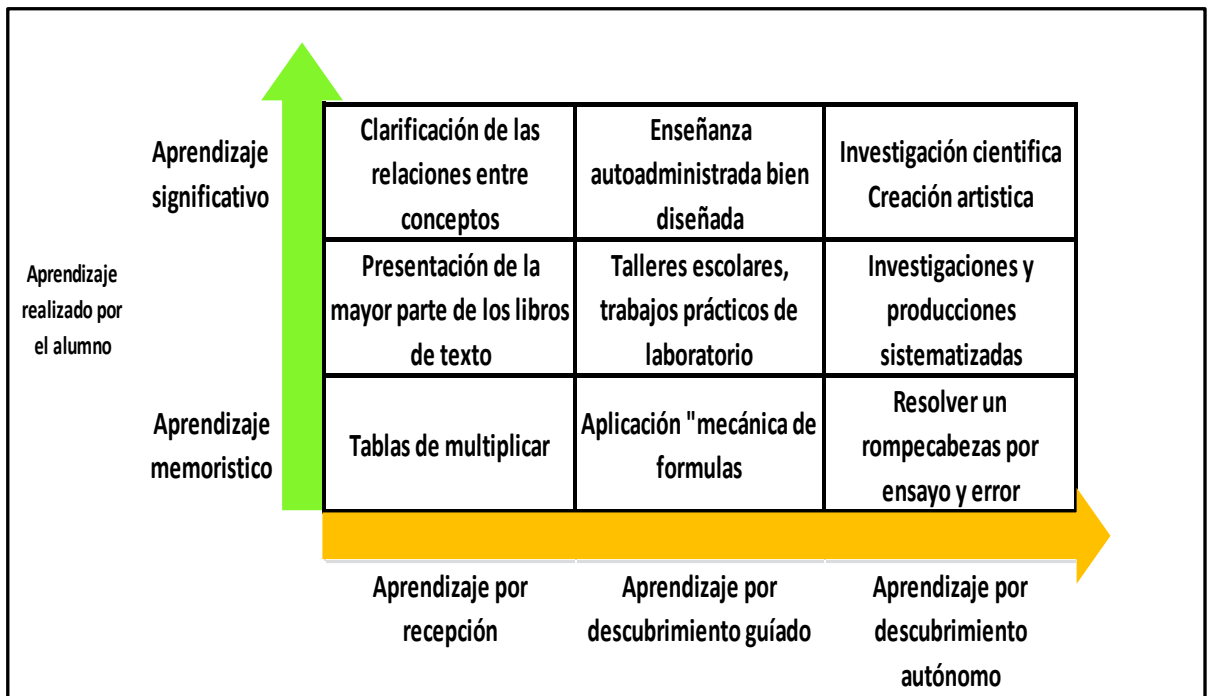 Aprendizaje
significativo
Clarificación de las
relaciones entre
conceptos
Enseñanza
autoadministrada bien
diseñada
Investigación cientifica
Creación artistica
Aprendizaje
realizado por
el alumno
Presentación de la
mayor parte de los libros
de texto
Talleres escolares,
trabajos prácticos de
laboratorio
Investigaciones y
producciones
sistematizadas
Aprendizaje
memoristico
Tablas de multiplicar
Aplicación "mecánica de
formulas
Resolver un
rompecabezas por
ensayo y error
Aprendizaje por
recepción
Aprendizaje por
descubrimiento guíado
Aprendizaje por
descubrimiento
autónomo